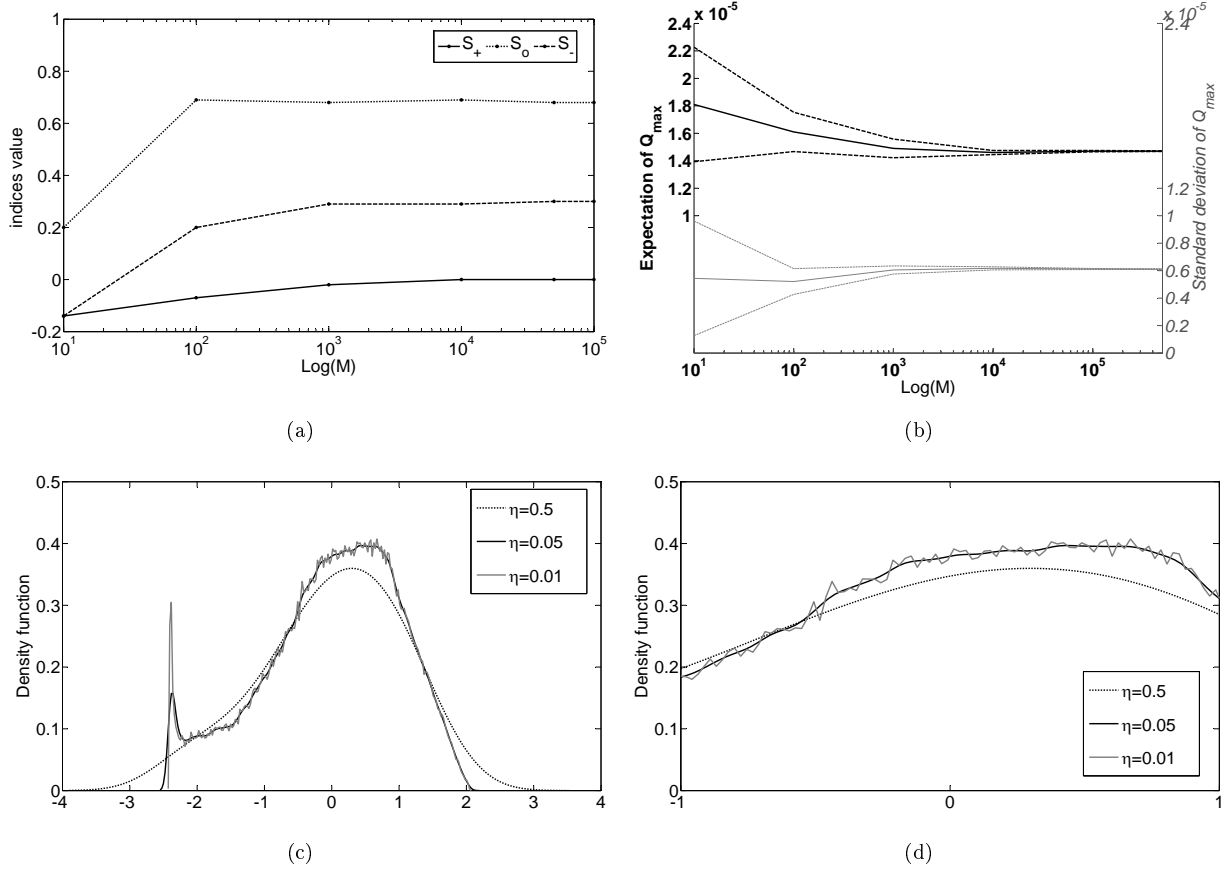 1
0.8
0.6
0.4
0.2
0
-0.2
indices value
S+ S_o S_-
10^1 10^2 10^3 10^4 10^5
Log(M)
(a)
x 10^-5
2.4
2.2
2
1.8
1.6
1.4
1.2
1
Expectation of Q_max
x 10^-5
2.4
1.2
1
0.8
0.6
0.4
0.2
0
Standard deviation of Q_max
10^1 10^2 10^3 10^4 10^5
Log(M)
(b)
0.5
0.4
0.3
0.2
0.1
0
Density function
η=0.5
η=0.05
η=0.01
-4 -3 -2 -1 0 1 2 3 4
(c)
0.5
0.4
0.3
0.2
0.1
0
Density function
η=0.5
η=0.05
η=0.01
-1 0 1
(d)